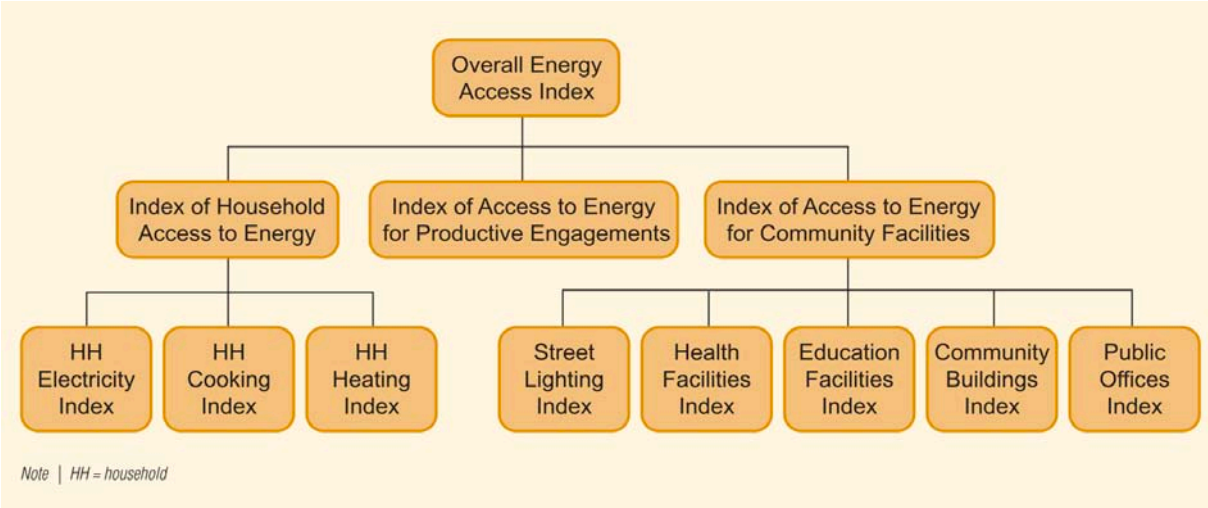 Overall Energy
Access Index
Index of Household
Access to Energy
Index of Access to Energy
for Productive Engagements
Index of Access to Energy
for Community Facilities
HH
Electricity
Index
HH
Cooking
Index
HH
Heating
Index
Street
Lighting
Index
Health
Facilities
Index
Education
Facilities
Index
Community
Buildings
Index
Public
Offices
Index
Note | HH = household